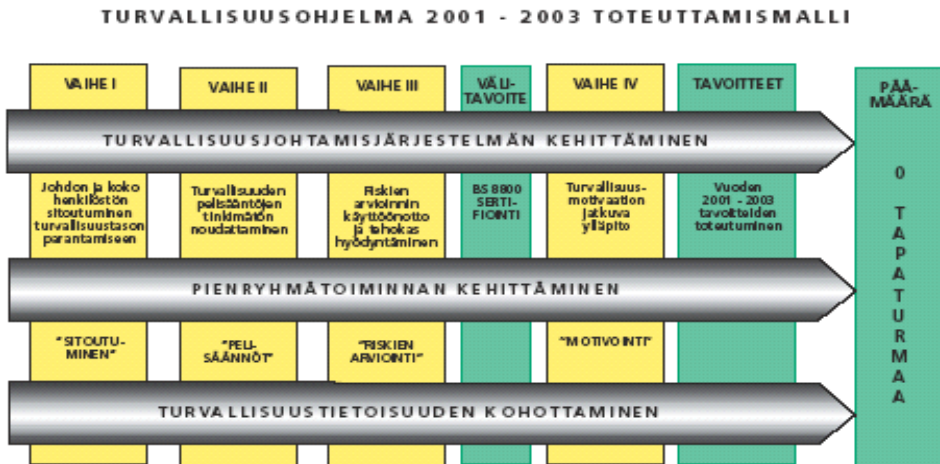 TURVALLISUUSOHJELMA 2001 - 2003 TOTEUTTAMISMALLI
VAIHE I
VAIHE II
VAIHE III
VÄLI-
TAVOITE
VAIHE IV
TAVOITTEET
PÄÄ-
MÄÄRÄ
TURVALLISUUSJOHTAMISJÄRJESTELMÄN KEHITTÄMINEN
Johdon ja koko
henkilöstön
sitoutuminen
turvallisuustason
parantamiseen
Turvallisuuden
pelisääntöjen
tinkimätön
noudattaminen
Riskien
arvioinnin
käyttöönotto
ja tehokas
hyödyntäminen
BS 8800
SERTI-
FIOINTI
Turvallisuus-
motivaation
jatkuva
ylläpito
Vuoden
2001 - 2003
tavoitteiden
toteutuminen
0
T
A
P
A
T
U
R
M
A
A
PIENRYHMÄTOIMINNAN KEHITTÄMINEN
"SITOUTU-
MINEN"
"PELI-
SÄÄNNÖT"
"RISKIEN
ARVIOINTI"
"MOTIVOINTI"
TURVALLISUUSTIETOISUUDEN KOHOTTAMINEN